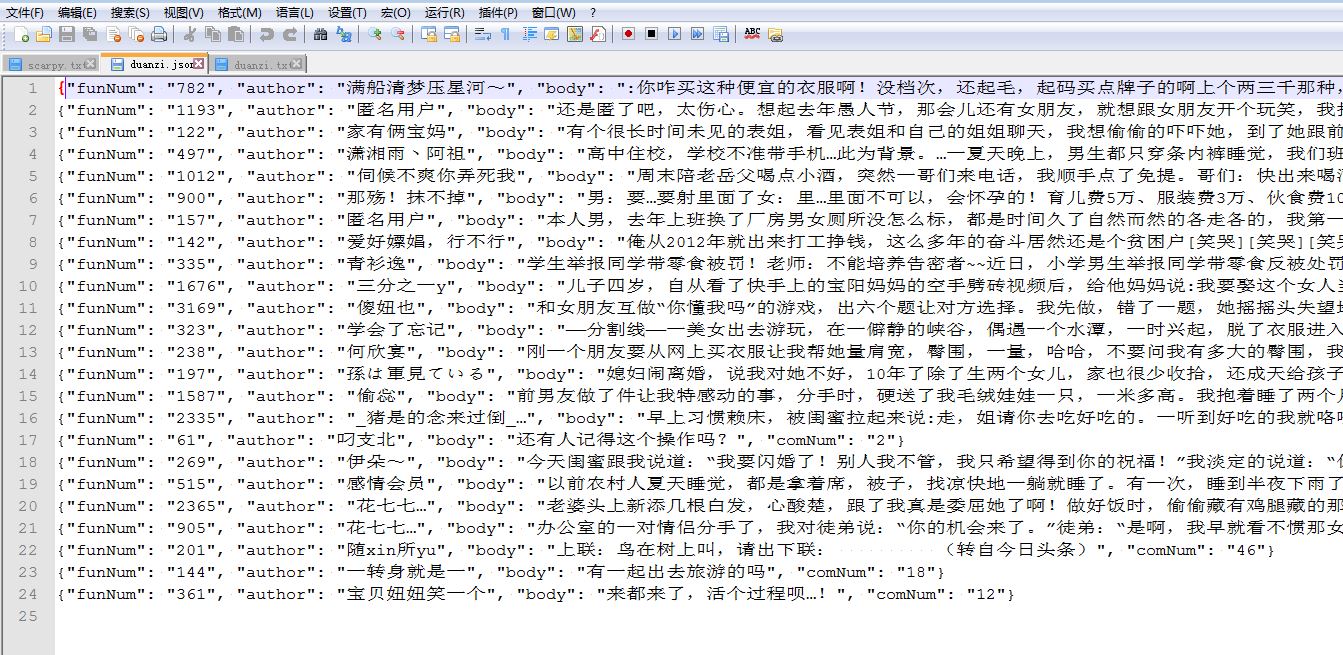 文件(F) 编辑(E) 搜索(S) 视图(V) 格式(M) 语言(L) 设置(T) 宏(O) 运行(R) 插件(P) 窗口(W) ?
ABC
scarpy.txt duanzi.json duanzi.txt
1 {"funNum": "782", "author": "满船清梦压星河～", "body": ":你咋买这种便宜的衣服啊！没档次，还起毛，起码买点牌子的啊上个两三千那种，
2 {"funNum": "1193", "author": "匿名用户", "body": "还是匿了吧，太伤心。想起去年愚人节，那会儿还有女朋友，就想跟女朋友开个玩笑，我
3 {"funNum": "122", "author": "家有俩宝妈", "body": "有个很长时间未见的表姐，看见表姐和自己的姐姐聊天，我想偷偷的吓吓她，到了她跟前
4 {"funNum": "497", "author": "潇湘雨丶阿祖", "body": "高中住校，学校不准带手机…此为背景。…一夏天晚上，男生都只穿条内裤睡觉，我们班
5 {"funNum": "1012", "author": "伺候不爽你弄死我", "body": "周末陪老岳父喝点小酒，突然一哥们来电话，我顺手点了免提。哥们：快出来喝酒
6 {"funNum": "900", "author": "那殇！抹不掉", "body": "男：要…要射里面了女：里…里面不可以，会怀孕的！育儿费5万、服装费3万、伙食费10
7 {"funNum": "157", "author": "匿名用户", "body": "本人男，去年上班换了厂房男女厕所没怎么标，都是时间久了自然而然的各走各的，我第一
8 {"funNum": "142", "author": "爱好嫖娼，行不行", "body": "俺从2012年就出来打工挣钱，这么多年的奋斗居然还是个贫困户[笑哭][笑哭][笑
9 {"funNum": "335", "author": "青衫逸", "body": "学生举报同学带零食被罚！老师：不能培养告密者~~近日，小学男生举报同学带零食反被处罚
10 {"funNum": "1676", "author": "三分之一y", "body": "儿子四岁，自从看了快手上的宝阳妈妈的空手劈砖视频后，给他妈妈说:我要娶这个女人当
11 {"funNum": "3169", "author": "傻妞也", "body": "和女朋友互做“你懂我吗”的游戏，出六个题让对方选择。我先做，错了一题，她摇摇头失望
12 {"funNum": "323", "author": "学会了忘记", "body": "—分割线—一美女出去游玩，在一僻静的峡谷，偶遇一个水潭，一时兴起，脱了衣服进入
13 {"funNum": "238", "author": "何欣宴", "body": "刚一个朋友要从网上买衣服让我帮她量肩宽，臀围，一量，哈哈，不要问我有多大的臀围，我
14 {"funNum": "197", "author": "孫は重見ている", "body": "媳妇闹离婚，说我对她不好，10年了除了生两个女儿，家也很少收拾，还成天给孩子
15 {"funNum": "1587", "author": "偷惢", "body": "前男友做了件让我特感动的事，分手时，硬送了我毛绒娃娃一只，一米多高。我抱着睡了两个月
16 {"funNum": "2335", "author": "_猪是的念来过倒_…", "body": "早上习惯赖床，被闺蜜拉起来说:走，姐请你去吃好吃的。一听到好吃的我就咯
17 {"funNum": "61", "author": "叼支北", "body": "还有人记得这个操作吗？", "comNum": "2"}
18 {"funNum": "269", "author": "伊朵～", "body": "今天闺蜜跟我说道：“我要闪婚了！别人我不管，我只希望得到你的祝福！”我淡定的说道：“
19 {"funNum": "515", "author": "感情会员", "body": "以前农村人夏天睡觉，都是拿着席，被子，找凉快地一躺就睡了。有一次，睡到半夜下雨了
20 {"funNum": "2365", "author": "花七七…", "body": "老婆头上新添几根白发，心酸楚，跟了我真是委屈她了啊！做好饭时，偷偷藏有鸡腿藏的那
21 {"funNum": "905", "author": "花七七…", "body": "办公室的一对情侣分手了，我对徒弟说：“你的机会来了。”徒弟：“是啊，我早就看不惯那女
22 {"funNum": "201", "author": "随xin所yu", "body": "上联：鸟在树上叫，请出下联： （转自今日头条）", "comNum": "46"}
23 {"funNum": "144", "author": "一转身就是一", "body": "有一起出去旅游的吗", "comNum": "18"}
24 {"funNum": "361", "author": "宝贝妞妞笑一个", "body": "来都来了，活个过程呗…！", "comNum": "12"}
25